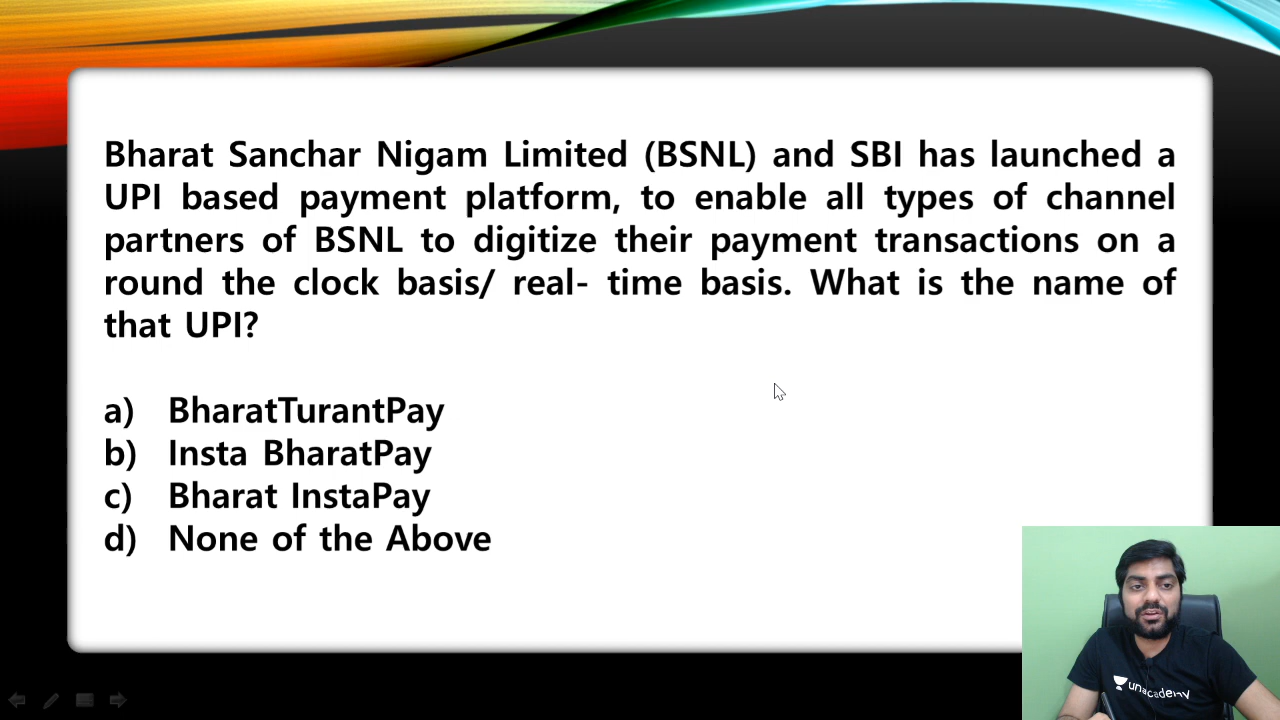 Bharat Sanchar Nigam Limited (BSNL) and SBI has launched a
UPI based payment platform, to enable all types of channel
partners of BSNL to digitize their payment transactions on a
round the clock basis/ real- time basis. What is the name of
that UPI?
a) BharatTurantPay
b) Insta BharatPay
c) Bharat InstaPay
d) None of the Above
unacademy